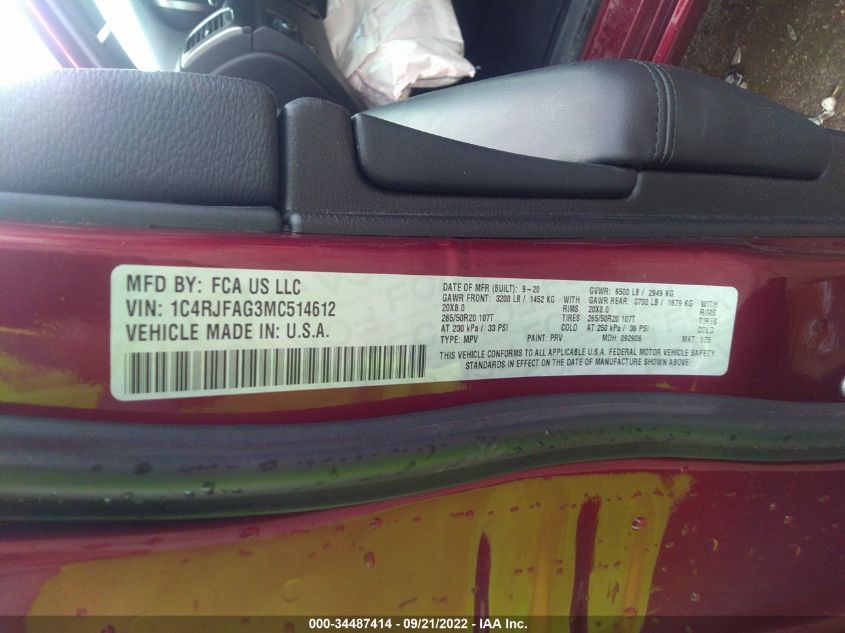 MFD BY: FCA US LLC
VIN: 1C4RJFAG3MC514612
VEHICLE MADE IN: U.S.A.
DATE OF MFR (BUILT): 9-20 GVWR: 6500 LB / 2949 KG
GAWR FRONT: 3200 LB / 1452 KG WITH GAWR REAR: 3700 LB / 1679 KG WITH
20X8.0 RIMS 20X8.0 RIMS
265/50R20 107T TIRES 265/50R20 107T TIRES
AT 230 kPa / 33 PSI COLD AT 250 kPa / 36 PSI COLD
TYPE: MPV PAINT: PRV MDH: 092906 MKT: 575
THIS VEHICLE CONFORMS TO ALL APPLICABLE U.S.A. FEDERAL MOTOR VEHICLE SAFETY
STANDARDS IN EFFECT ON THE DATE OF MANUFACTURE SHOWN ABOVE.
000-34487414 - 09/21/2022 - IAA Inc.